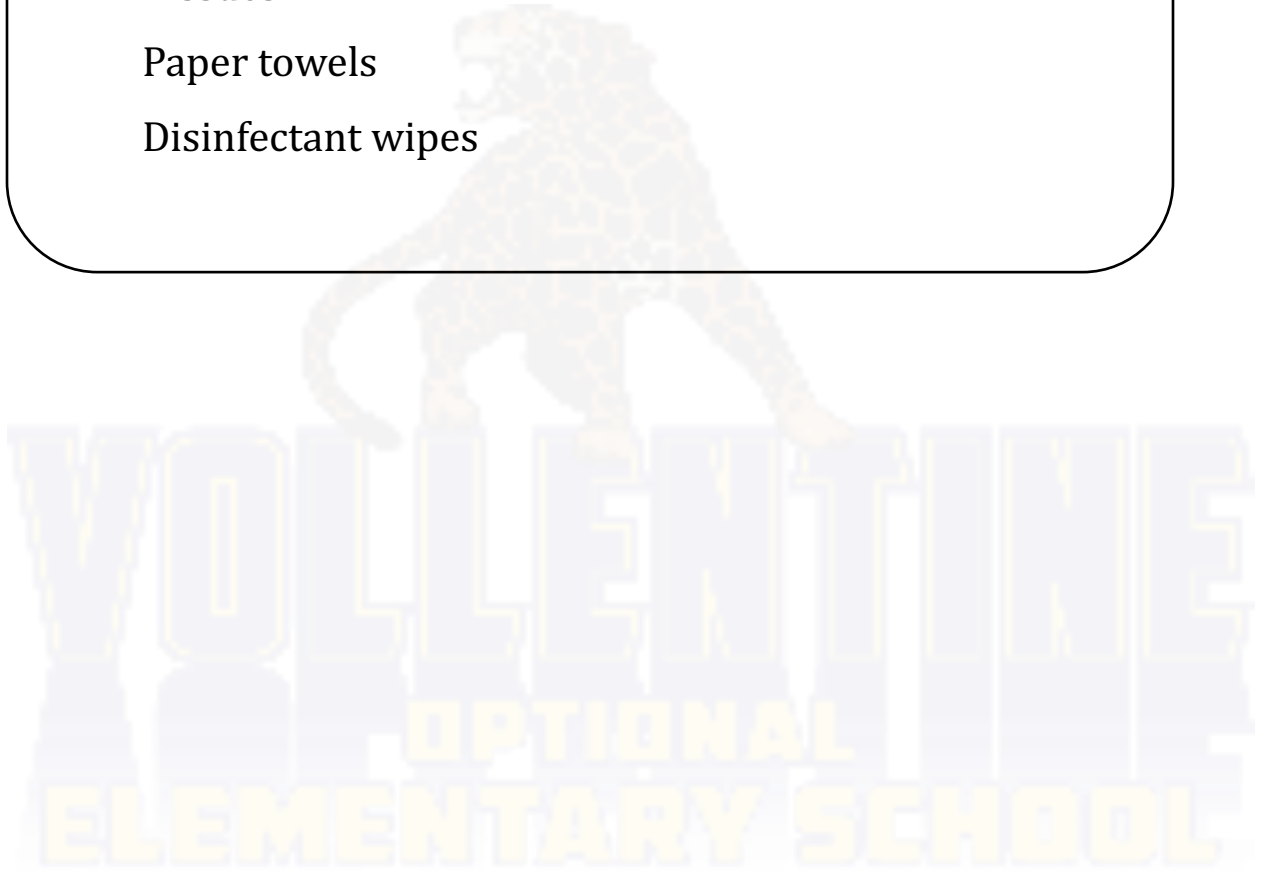 Paper towels
Disinfectant wipes
VOLLENTINE
OPTIONAL
ELEMENTARY SCHOOL